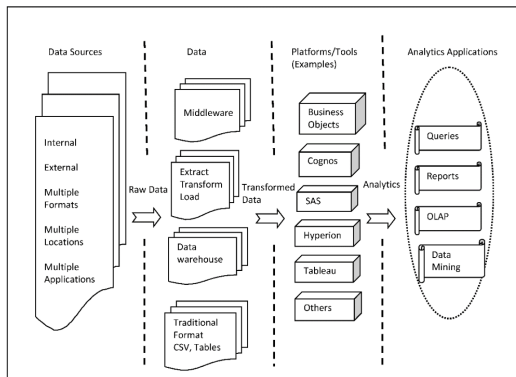 Data Sources
Internal
External
Multiple
Formats
Multiple
Locations
Multiple
Applications
Raw Data
Data
Middleware
Extract
Transform
Load
Data
warehouse
Traditional
Format
CSV, Tables
Transformed
Data
Platforms/Tools
(Examples)
Business
Objects
Cognos
SAS
Hyperion
Tableau
Others
Analytics
Analytics Applications
Queries
Reports
OLAP
Data
Mining